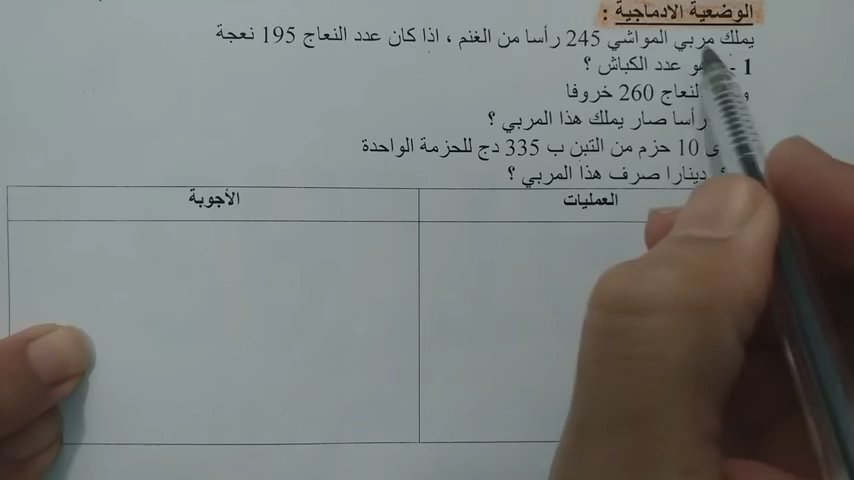 الوضعية الادماجية :
يملك مربي المواشي 245 رأسا من الغنم ، اذا كان عدد النعاج 195 نعجة
1 - هو عدد الكباش ؟
النعاج 260 خروفا
رأسا صار يملك هذا المربي ؟
10 حزم من التبن ب 335 دج للحزمة الواحدة
دينارا صرف هذا المربي ؟
العمليات
الأجوبة